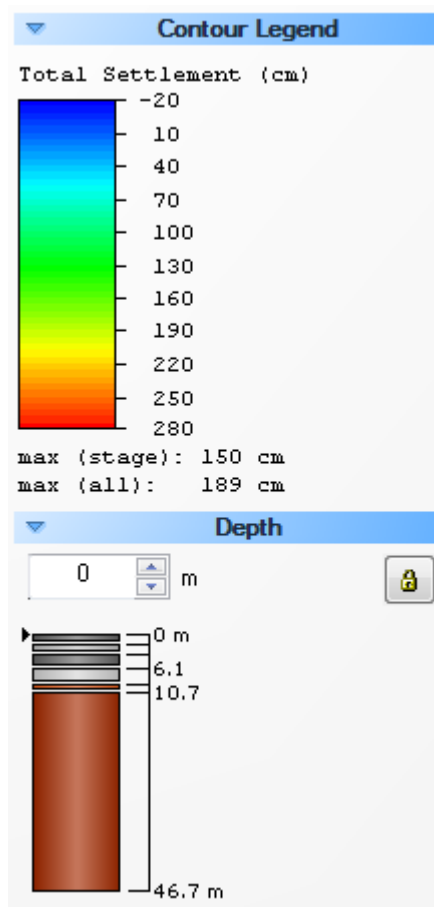 Contour Legend
Total Settlement (cm)
-20
10
40
70
100
130
160
190
220
250
280
max (stage): 150 cm
max (all): 189 cm
Depth
0 m
0 m
6.1
10.7
46.7 m